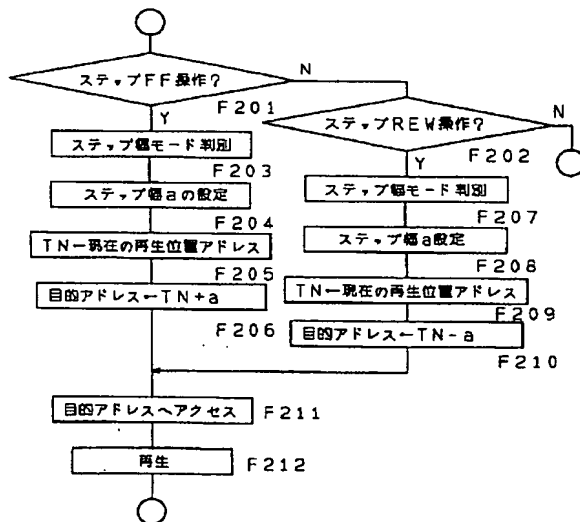 ステップFF操作?
N
F201
Y
ステップREW操作?
N
F202
Y
ステップ幅モード判別
F203
ステップ幅モード判別
F207
ステップ幅aの設定
F204
ステップ幅a設定
F208
TN←現在の再生位置アドレス
F205
TN←現在の再生位置アドレス
F209
目的アドレス←TN+a
F206
目的アドレス←TN-a
F210
目的アドレスへアクセス
F211
再生
F212